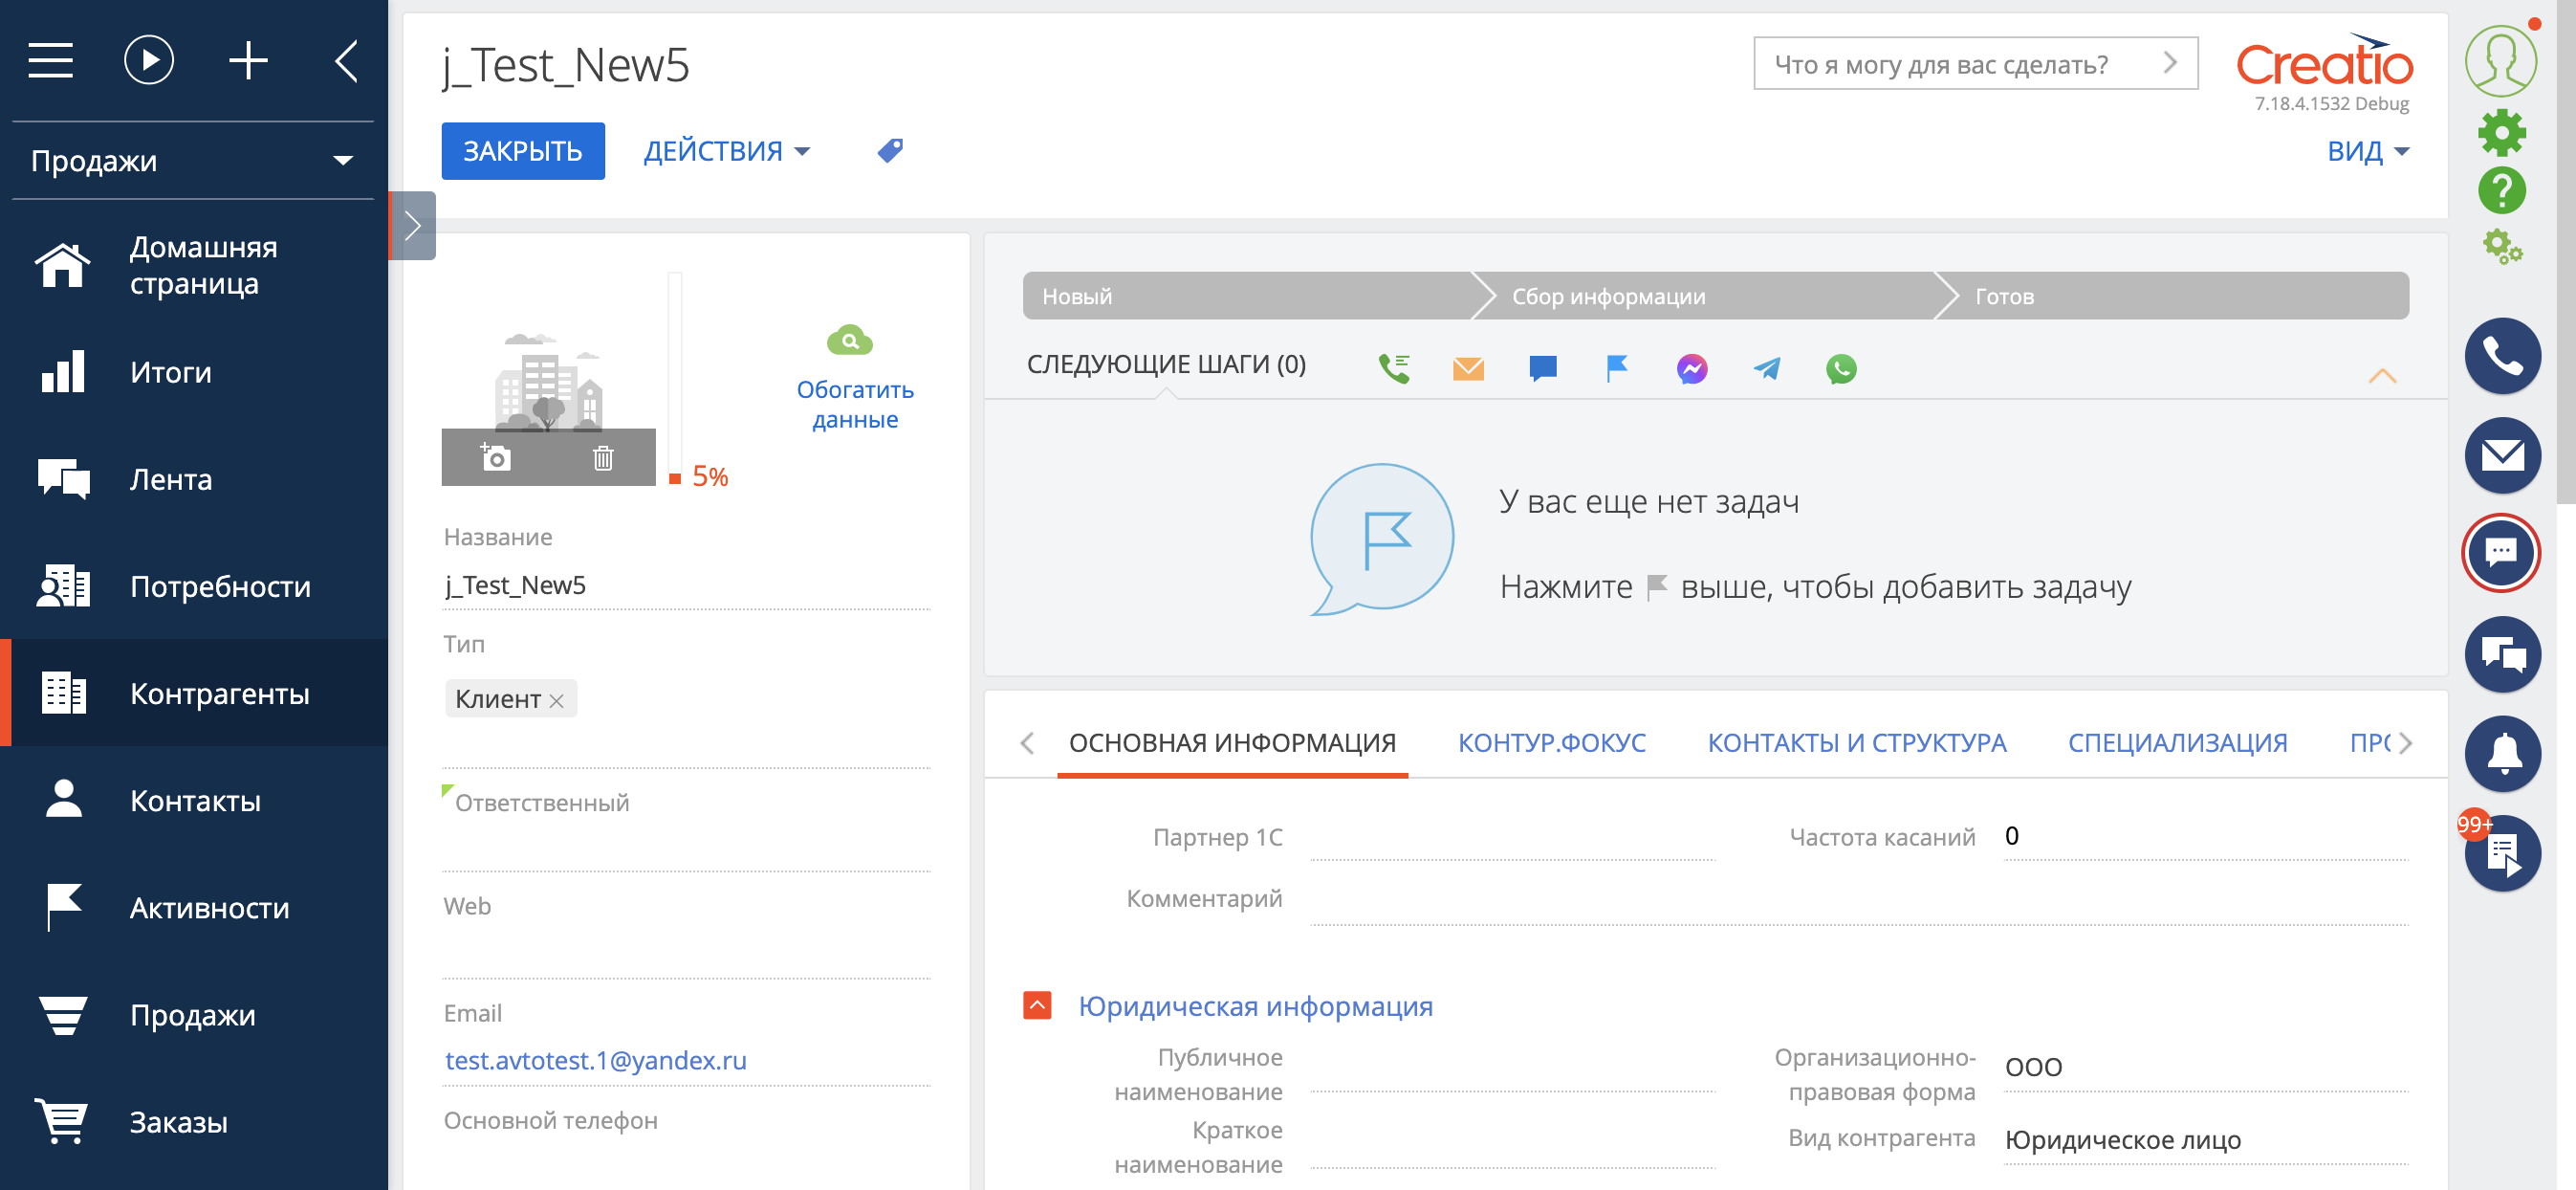 j_Test_New5
Что я могу для вас сделать?
Creatio
7.18.4.1532 Debug
ЗАКРЫТЬ
ДЕЙСТВИЯ
ВИД
Продажи
Домашняя
страница
Итоги
Лента
Потребности
Контрагенты
Контакты
Активности
Продажи
Заказы
Обогатить
данные
5%
Название
j_Test_New5
Тип
Клиент
Ответственный
Web
Email
test.avtotest.1@yandex.ru
Основной телефон
Новый
Сбор информации
Готов
СЛЕДУЮЩИЕ ШАГИ (0)
У вас еще нет задач
Нажмите выше, чтобы добавить задачу
ОСНОВНАЯ ИНФОРМАЦИЯ
КОНТУР.ФОКУС
КОНТАКТЫ И СТРУКТУРА
СПЕЦИАЛИЗАЦИЯ
Партнер 1С
Частота касаний
0
Комментарий
Юридическая информация
Публичное
наименование
Организационно-
правовая форма
ООО
Краткое
наименование
Вид контрагента
Юридическое лицо
99+